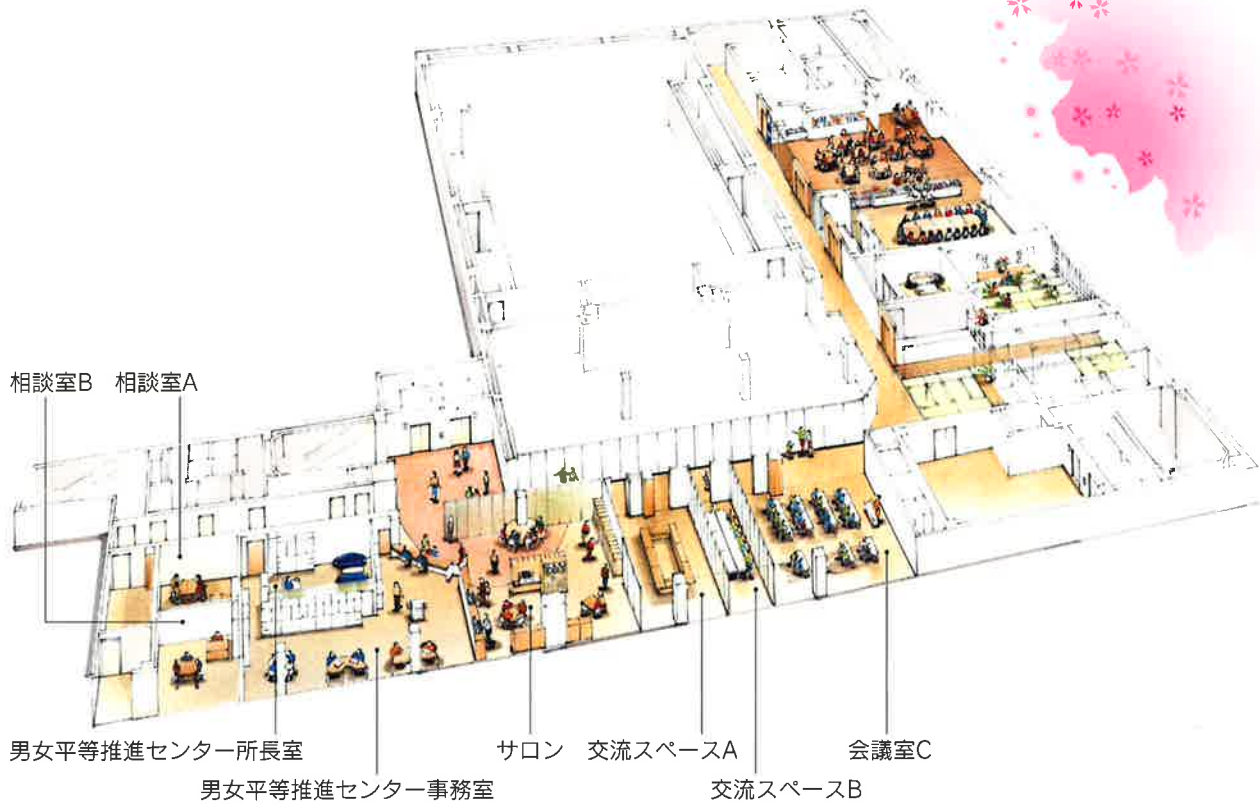 相談室B 相談室A
男女平等推進センター所長室
サロン 交流スペースA
会議室C
男女平等推進センター事務室
交流スペースB